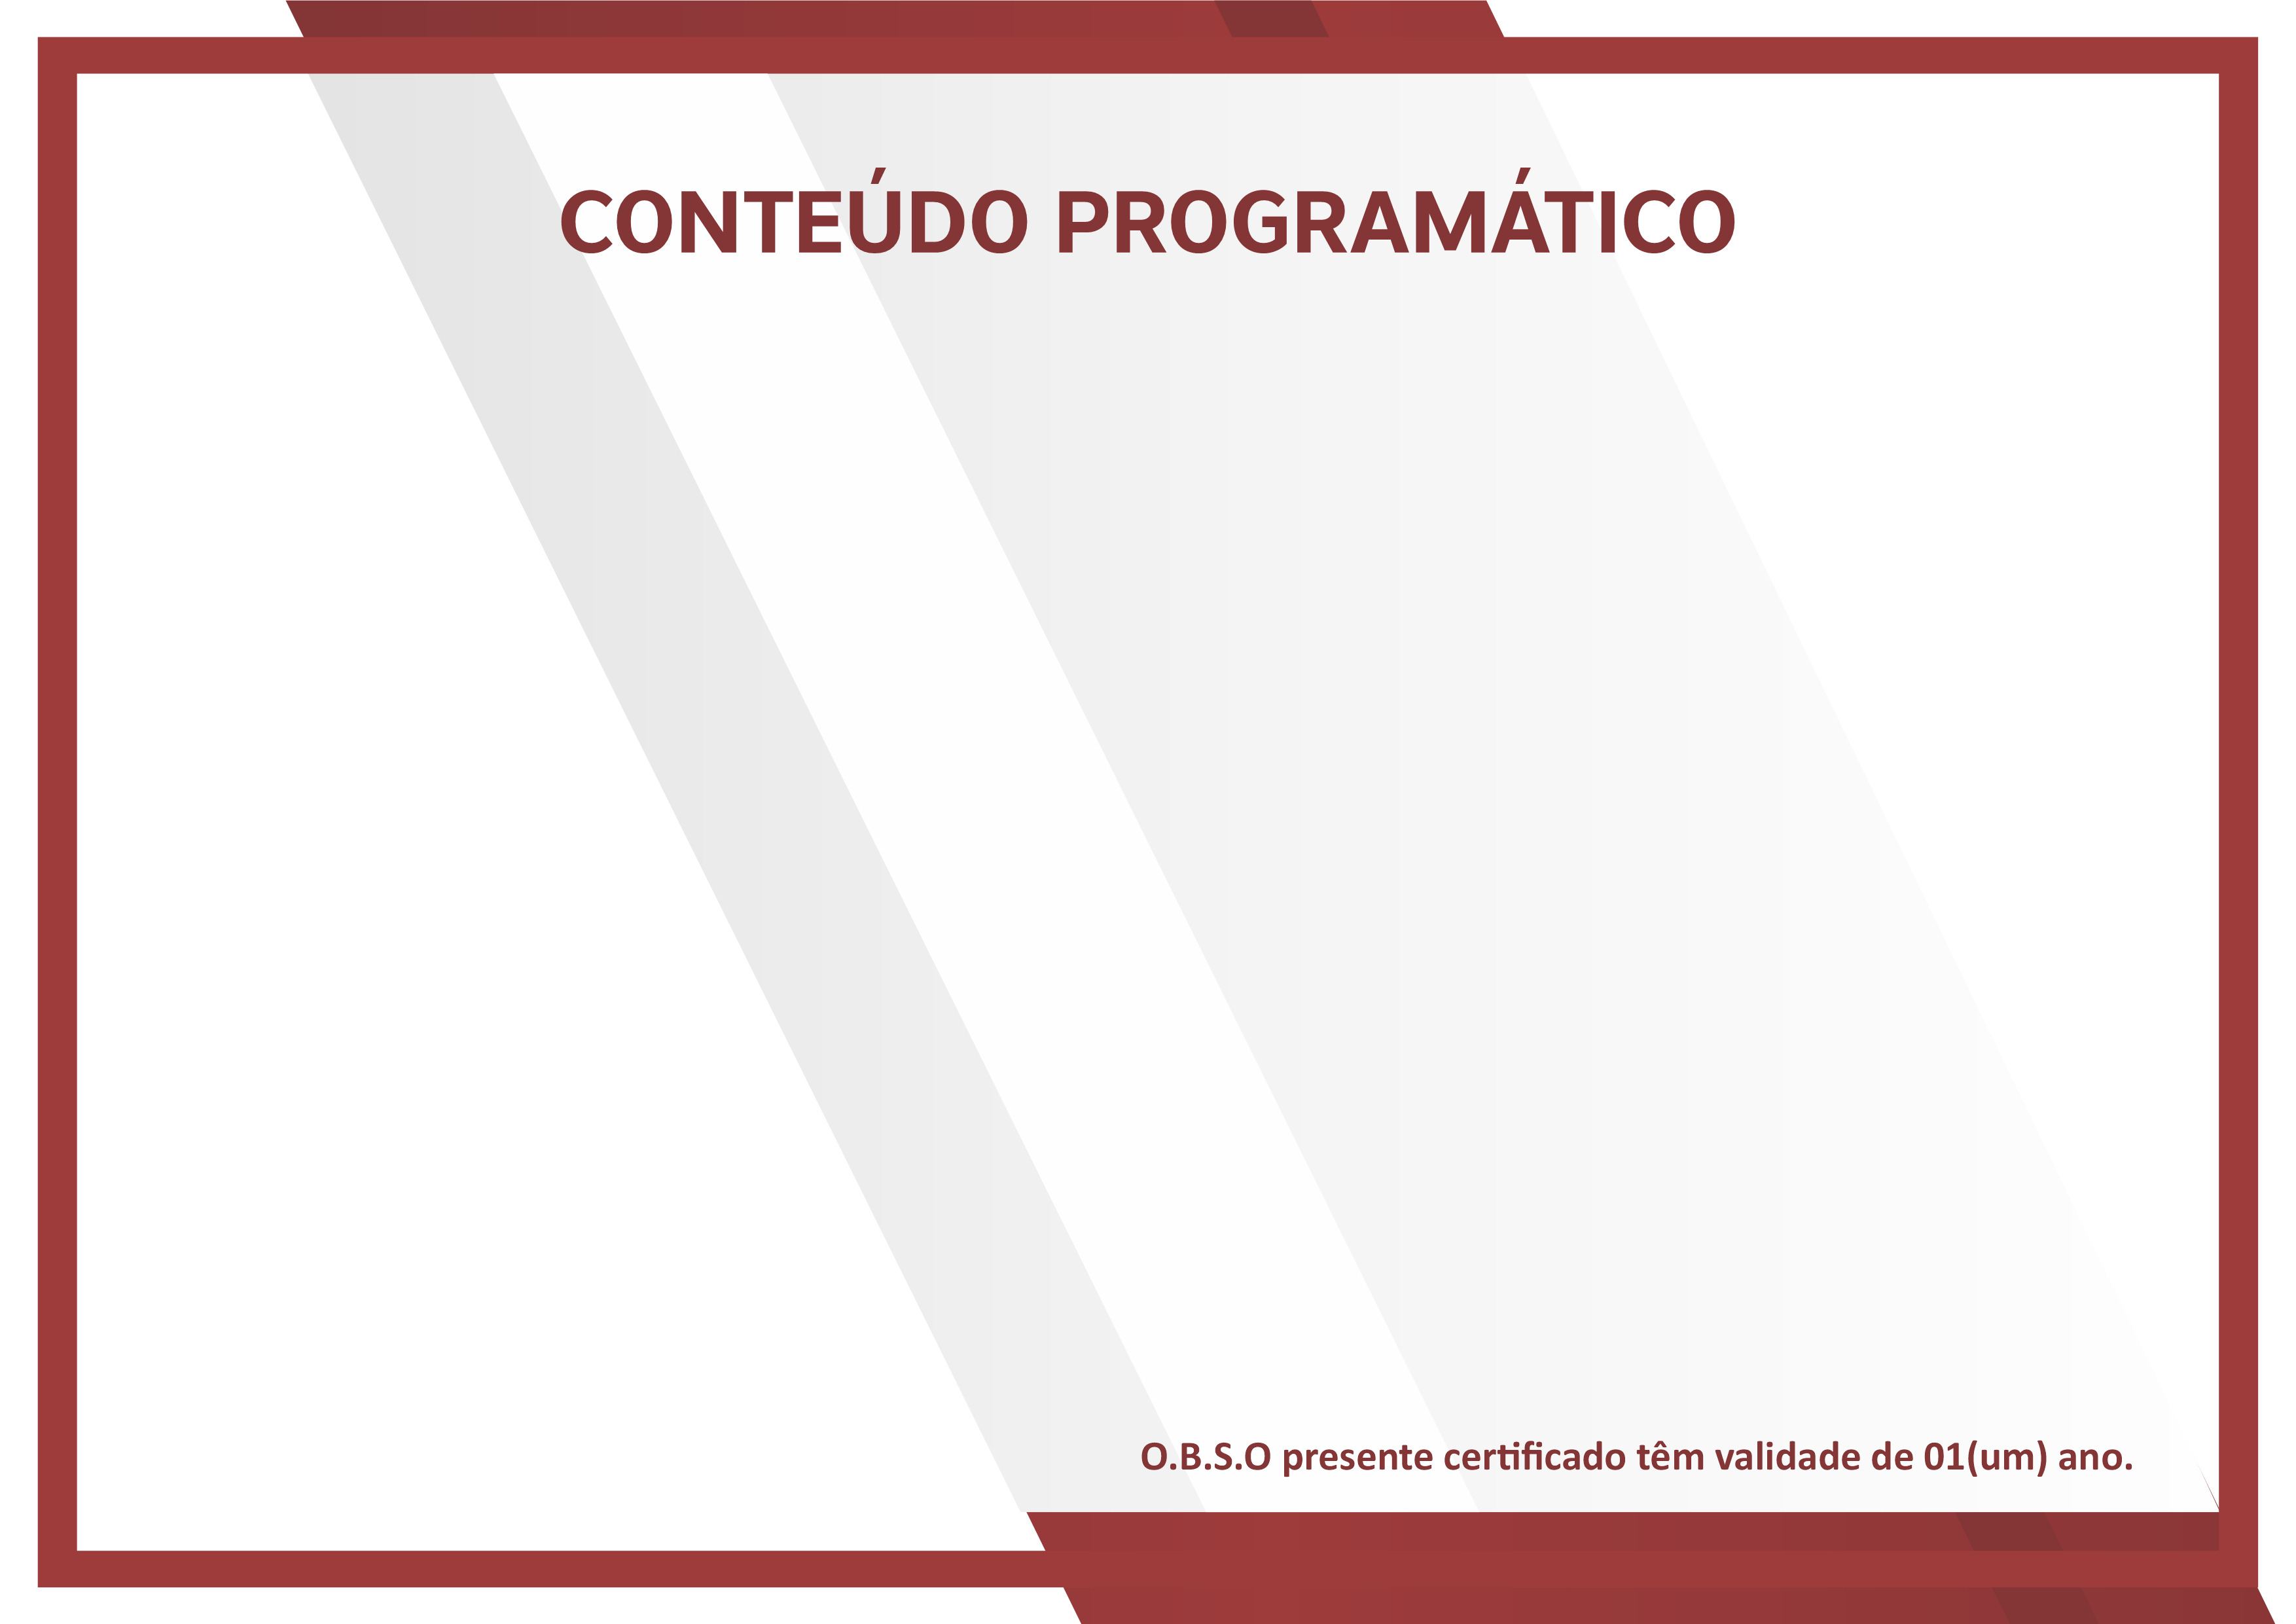 CONTEÚDO PROGRAMÁTICO
O.B.S.O presente certificado têm validade de 01(um) ano.